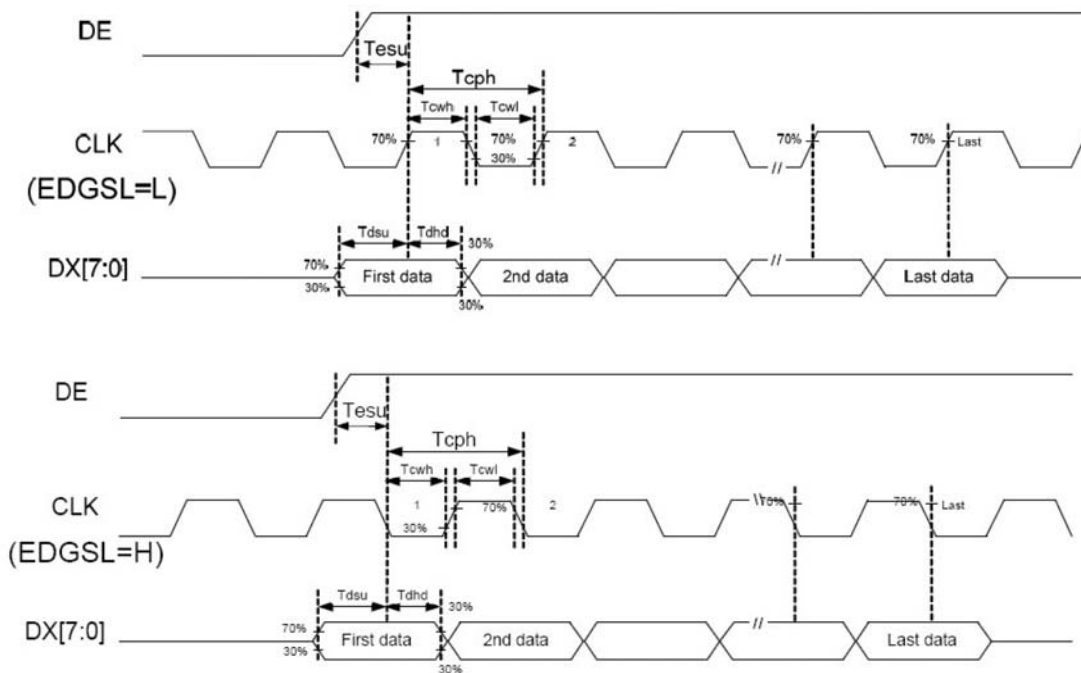 DE
Tesu
Tcph
Tcwh Tcwl
CLK 70% 1 70% 2 70% 70% Last
30%
(EDGSL=L)
//
Tdsu Tdhd 30%
DX[7:0] 70% First data 2nd data // Last data
30% 30%
DE
Tesu
Tcph
Tcwh Tcwl
CLK 1 70% 2 \\ 70% 70% Last
30%
(EDGSL=H)
Tdsu Tdhd 30%
DX[7:0] 70% First data 2nd data // Last data
30% 30%